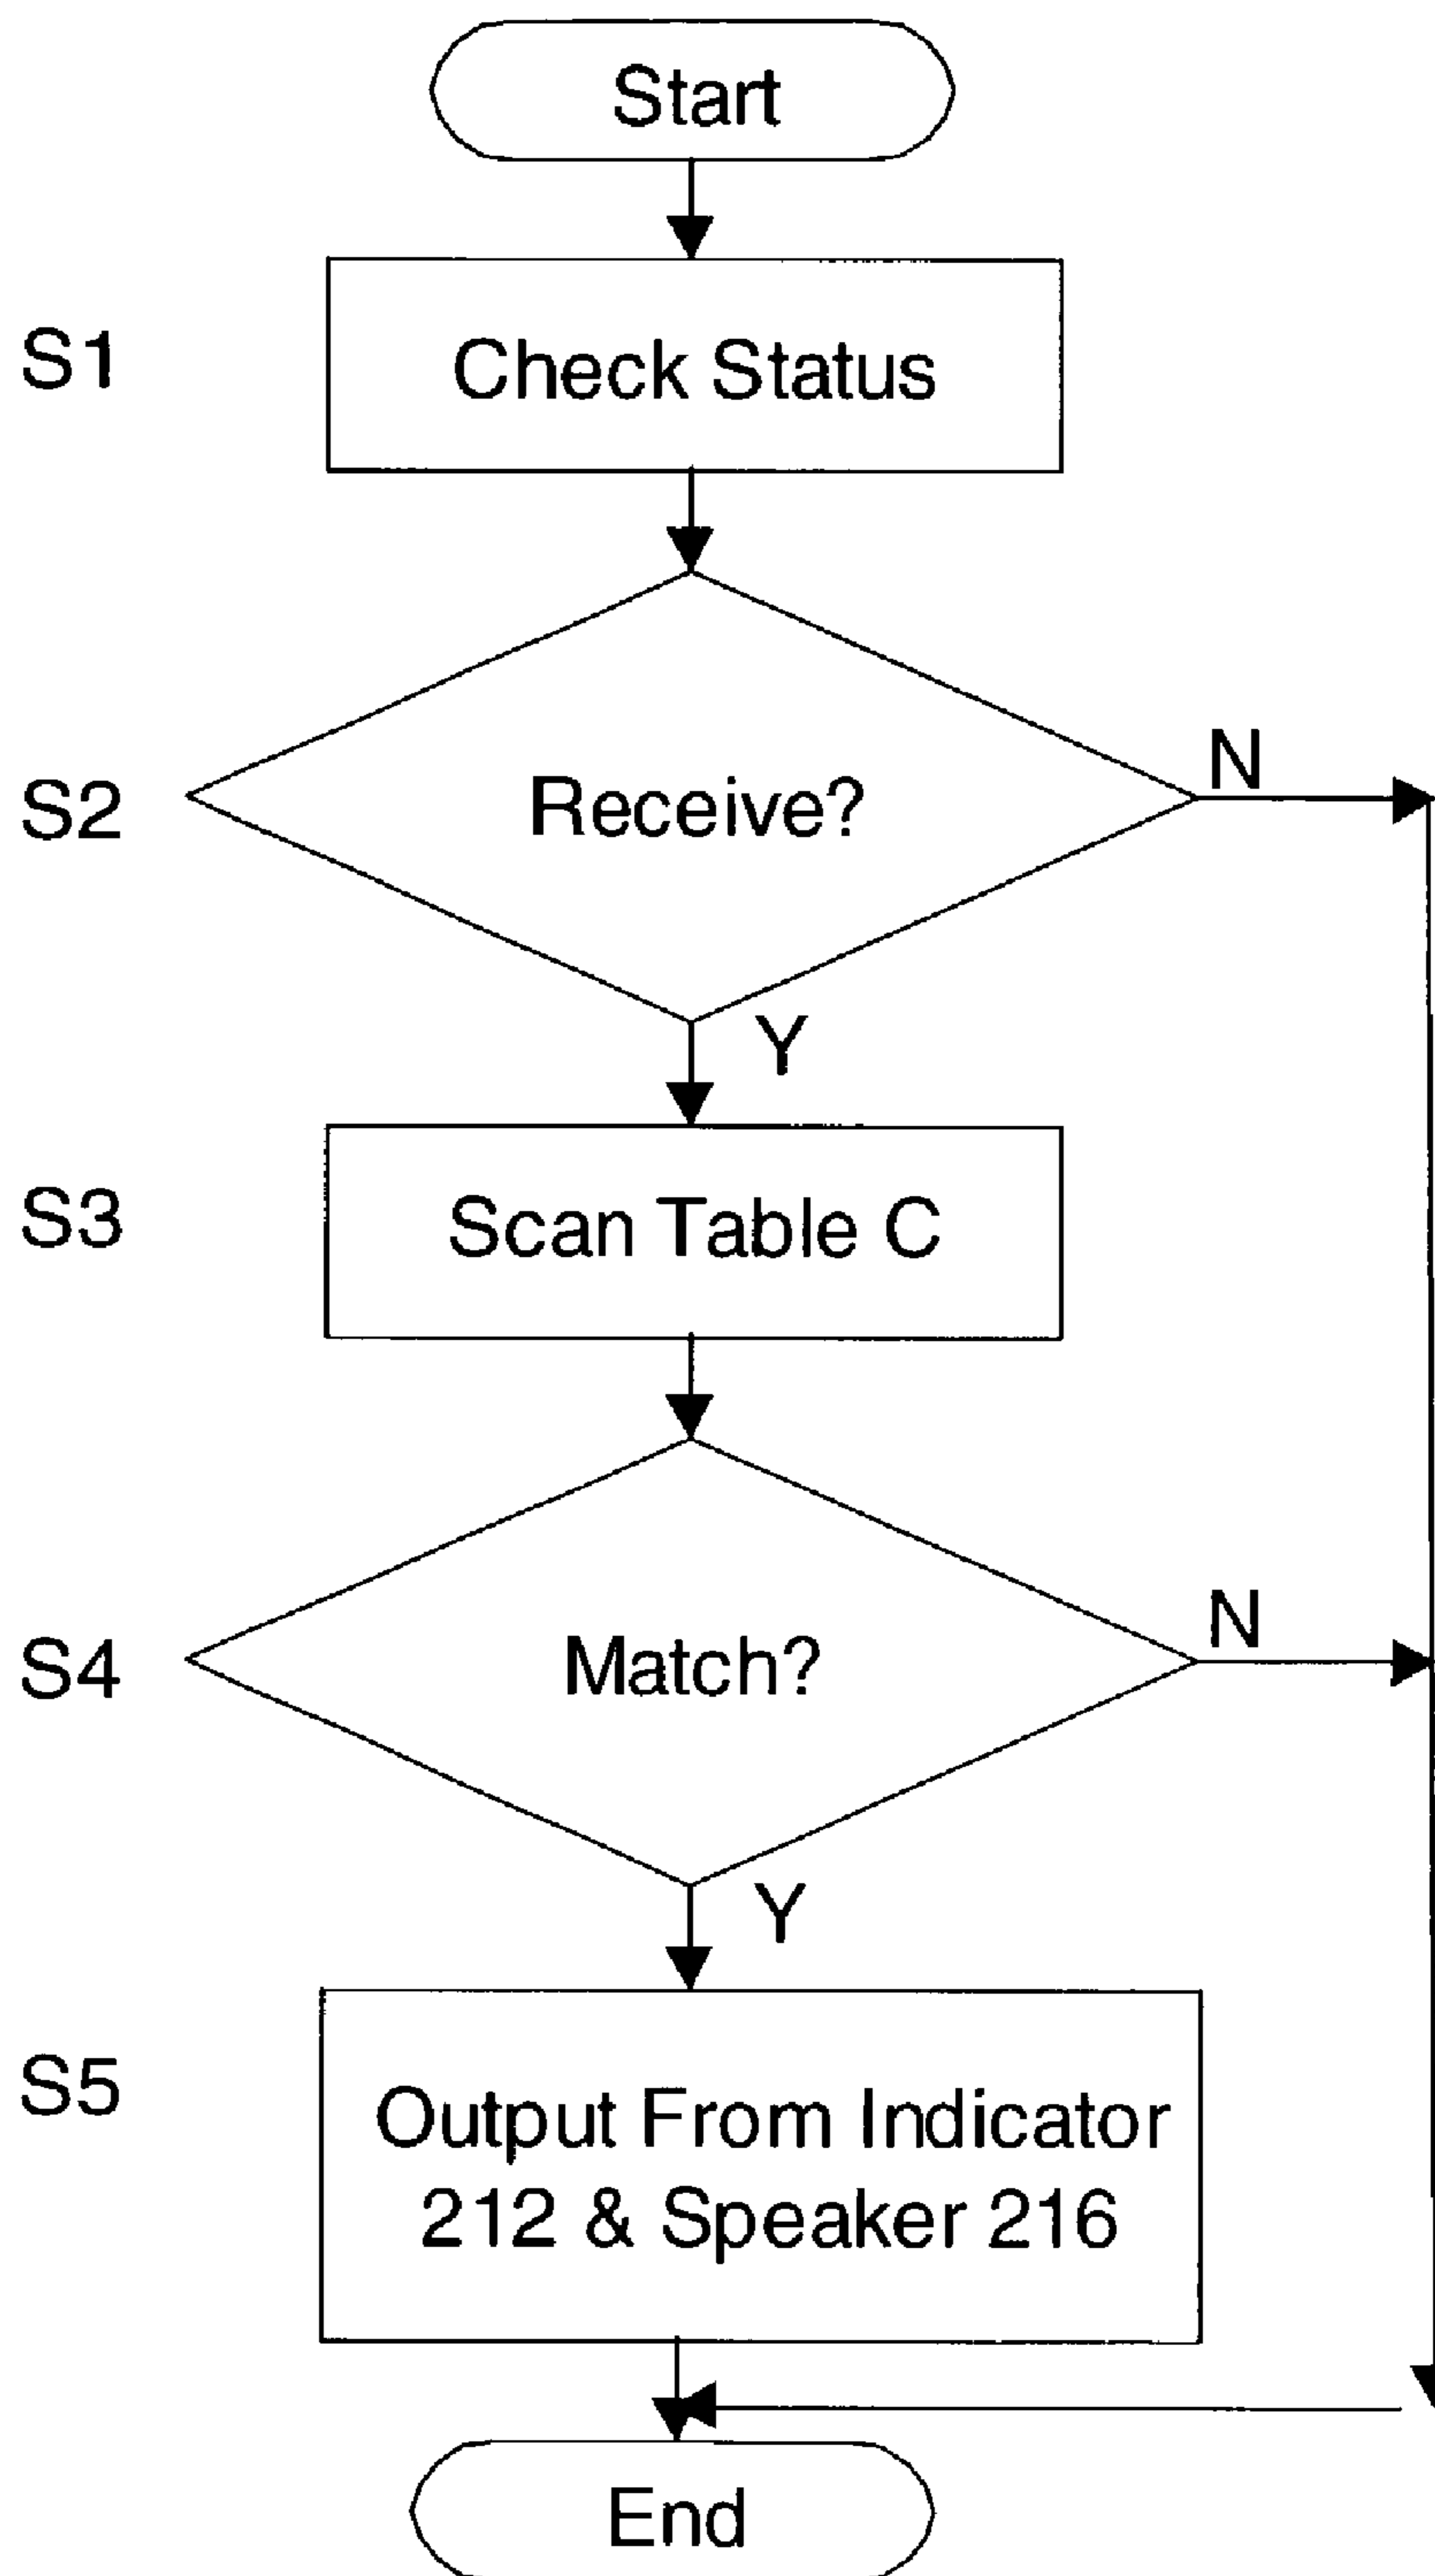 Start
S1
Check Status
S2
Receive?
N
Y
S3
Scan Table C
S4
Match?
N
Y
S5
Output From Indicator
212 & Speaker 216
End